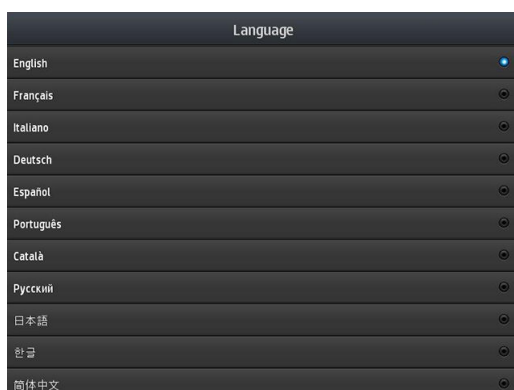 Language
English
Français
Italiano
Deutsch
Español
Português
Català
Русский
日本語
한글
简体中文